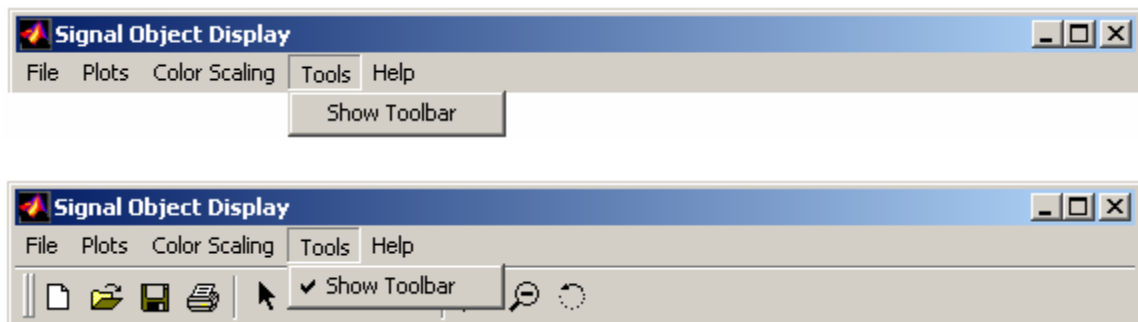 Signal Object Display
File Plots Color Scaling Tools Help
Show Toolbar
Signal Object Display
File Plots Color Scaling Tools Help
Show Toolbar